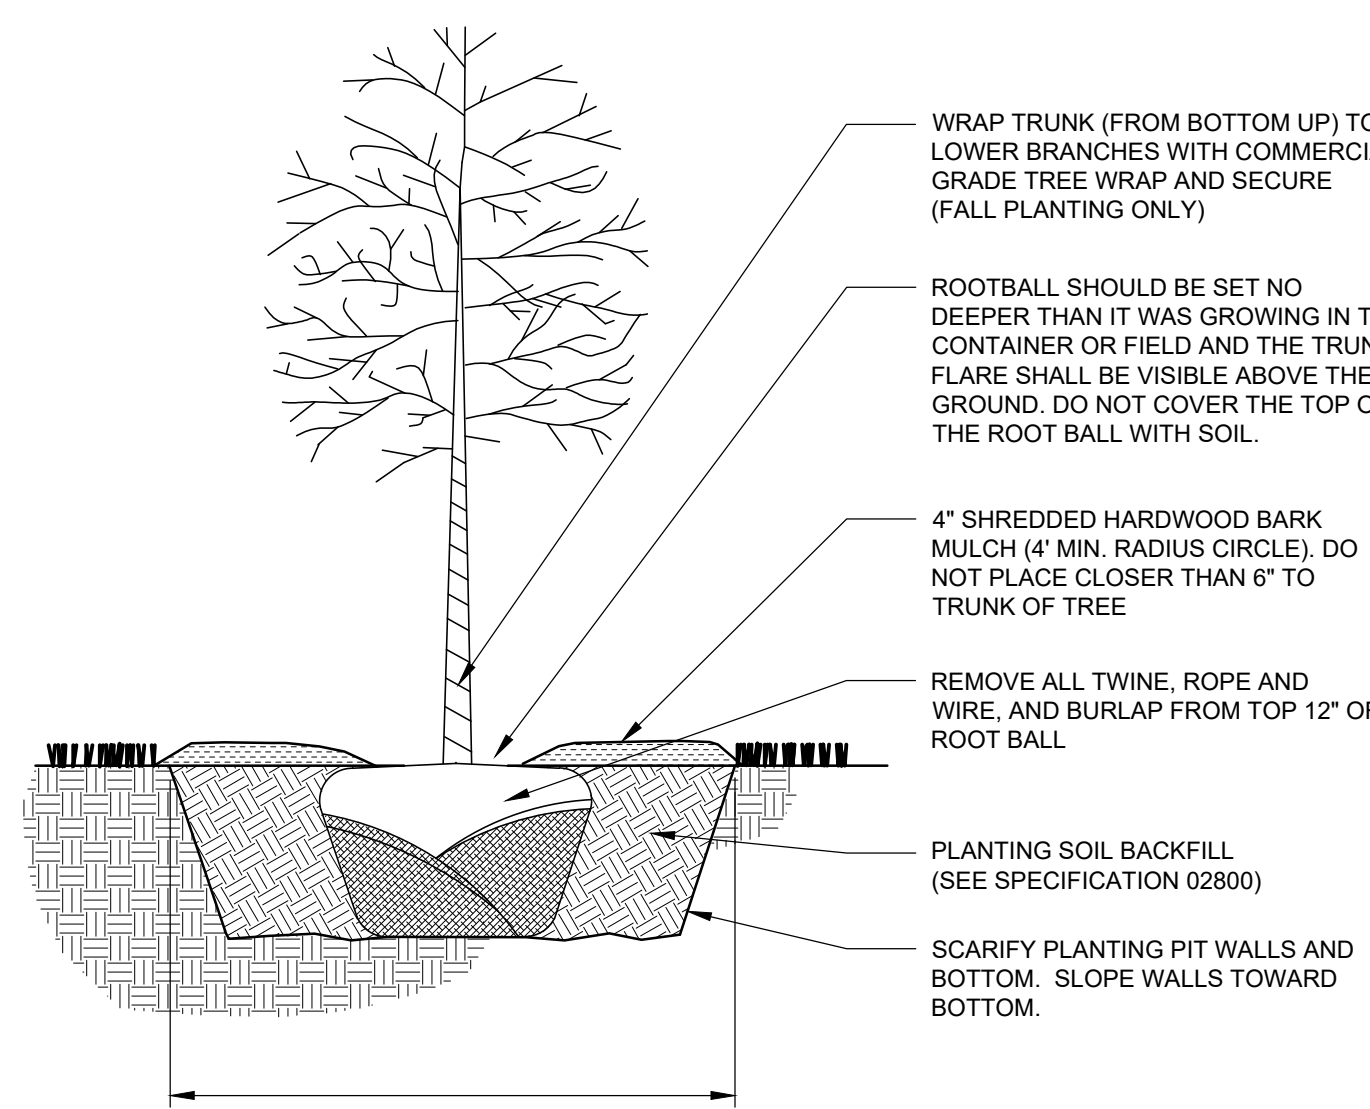 WRAP TRUNK (FROM BOTTOM UP) TO
LOWER BRANCHES WITH
GRADE TREE WRAP AND SECURE
(FALL PLANTING ONLY)
ROOTBALL SHOULD BE SET NO
DEEPER THAN IT WAS GROWING IN
CONTAINER OR FIELD AND THE
FLARE SHALL BE VISIBLE ABOVE THE
GROUND. DO NOT COVER THE TOP
THE ROOT BALL WITH SOIL.
4" SHREDDED HARDWOOD BARK
MULCH (4' MIN. RADIUS CIRCLE). DO
NOT PLACE CLOSER THAN 6" TO
TRUNK OF TREE
REMOVE ALL TWINE, ROPE AND
WIRE, AND BURLAP FROM TOP 12" OF
ROOT BALL
PLANTING SOIL BACKFILL
(SEE SPECIFICATION 02800)
SCARIFY PLANTING PIT WALLS AND
BOTTOM.  SLOPE WALLS TOWARD
BOTTOM.